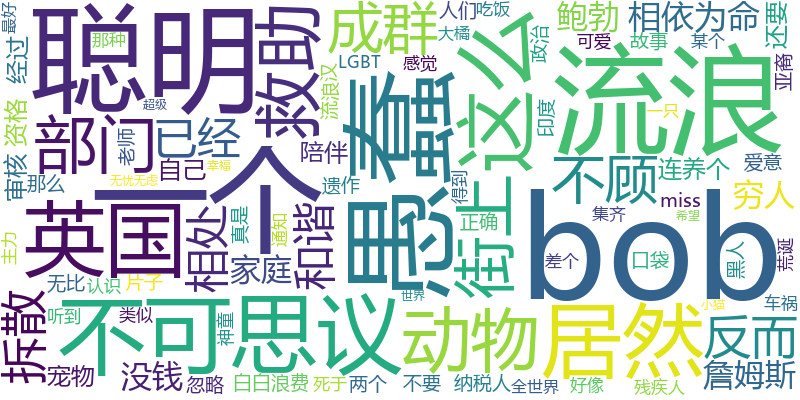 最好
经过
那种
聪明
救助
成群
人们
吃饭
大橘
LGBT
感觉
流浪汉
政治
鲍勃
相依为命
可爱
故事
某个
还要
亚裔
资格
审核
部门
超级
老师
已经
一个
自己
陪伴
蠢
这么
流浪
印度
一只
那么
幸福
无忧无虑
遗作
愚
得到
街上
不顾
连养个
爱意
英国
相处
真是
通知
和谐
正确
集齐
miss
希望
穷人
主力
家庭
bob
差个
口袋
黑人
荒诞
拆散
无比
认识
片子
不可思议
世界
动物
居然
小猫
反而
车祸
听到
类似
神童
宠物
没钱
忽略
白白浪费
死于
两个
不要
纳税人
全世界
好像
残疾人
詹姆斯